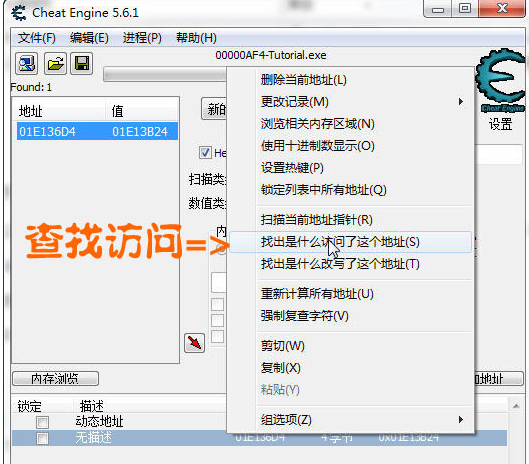 Cheat Engine 5.6.1
文件(F) 编辑(E) 进程(P) 帮助(H)
00000AF4-Tutorial.exe
Found: 1
地址 值
01E136D4 01E13B24
新的
He
扫描类
数值类
内
Cheat Engine
设置
删除当前地址(L)
更改记录(M)
浏览相关内存区域(N)
使用十进制数显示(O)
设置热键(P)
锁定列表中所有地址(Q)
扫描当前地址指针(R)
找出是什么访问了这个地址(S)
找出是什么改写了这个地址(T)
重新计算所有地址(U)
强制复查字符(V)
剪切(W)
复制(X)
粘贴(Y)
组选项(Z)
查找访问=>
内存浏览
加地址
锁定 描述
动态地址
无描述 01E136D4 4 字节 0x01E13B24